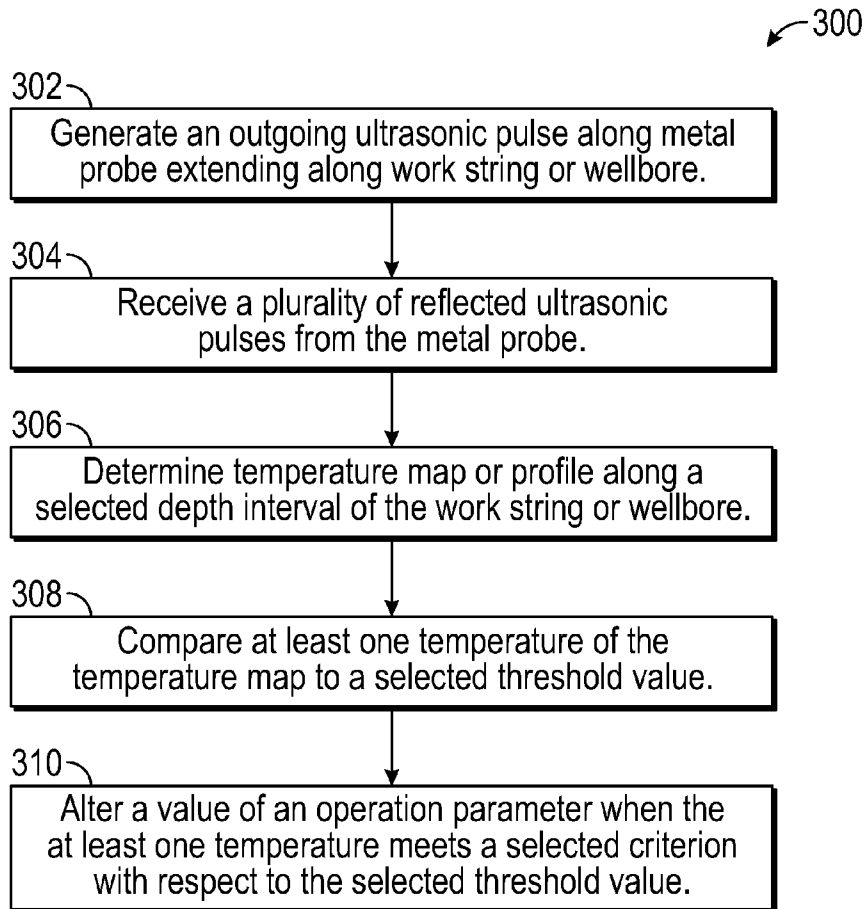 300
302
Generate an outgoing ultrasonic pulse along metal
probe extending along work string or wellbore.
304
Receive a plurality of reflected ultrasonic
pulses from the metal probe.
306
Determine temperature map or profile along a
selected depth interval of the work string or wellbore.
308
Compare at least one temperature of the
temperature map to a selected threshold value.
310
Alter a value of an operation parameter when the
at least one temperature meets a selected criterion
with respect to the selected threshold value.